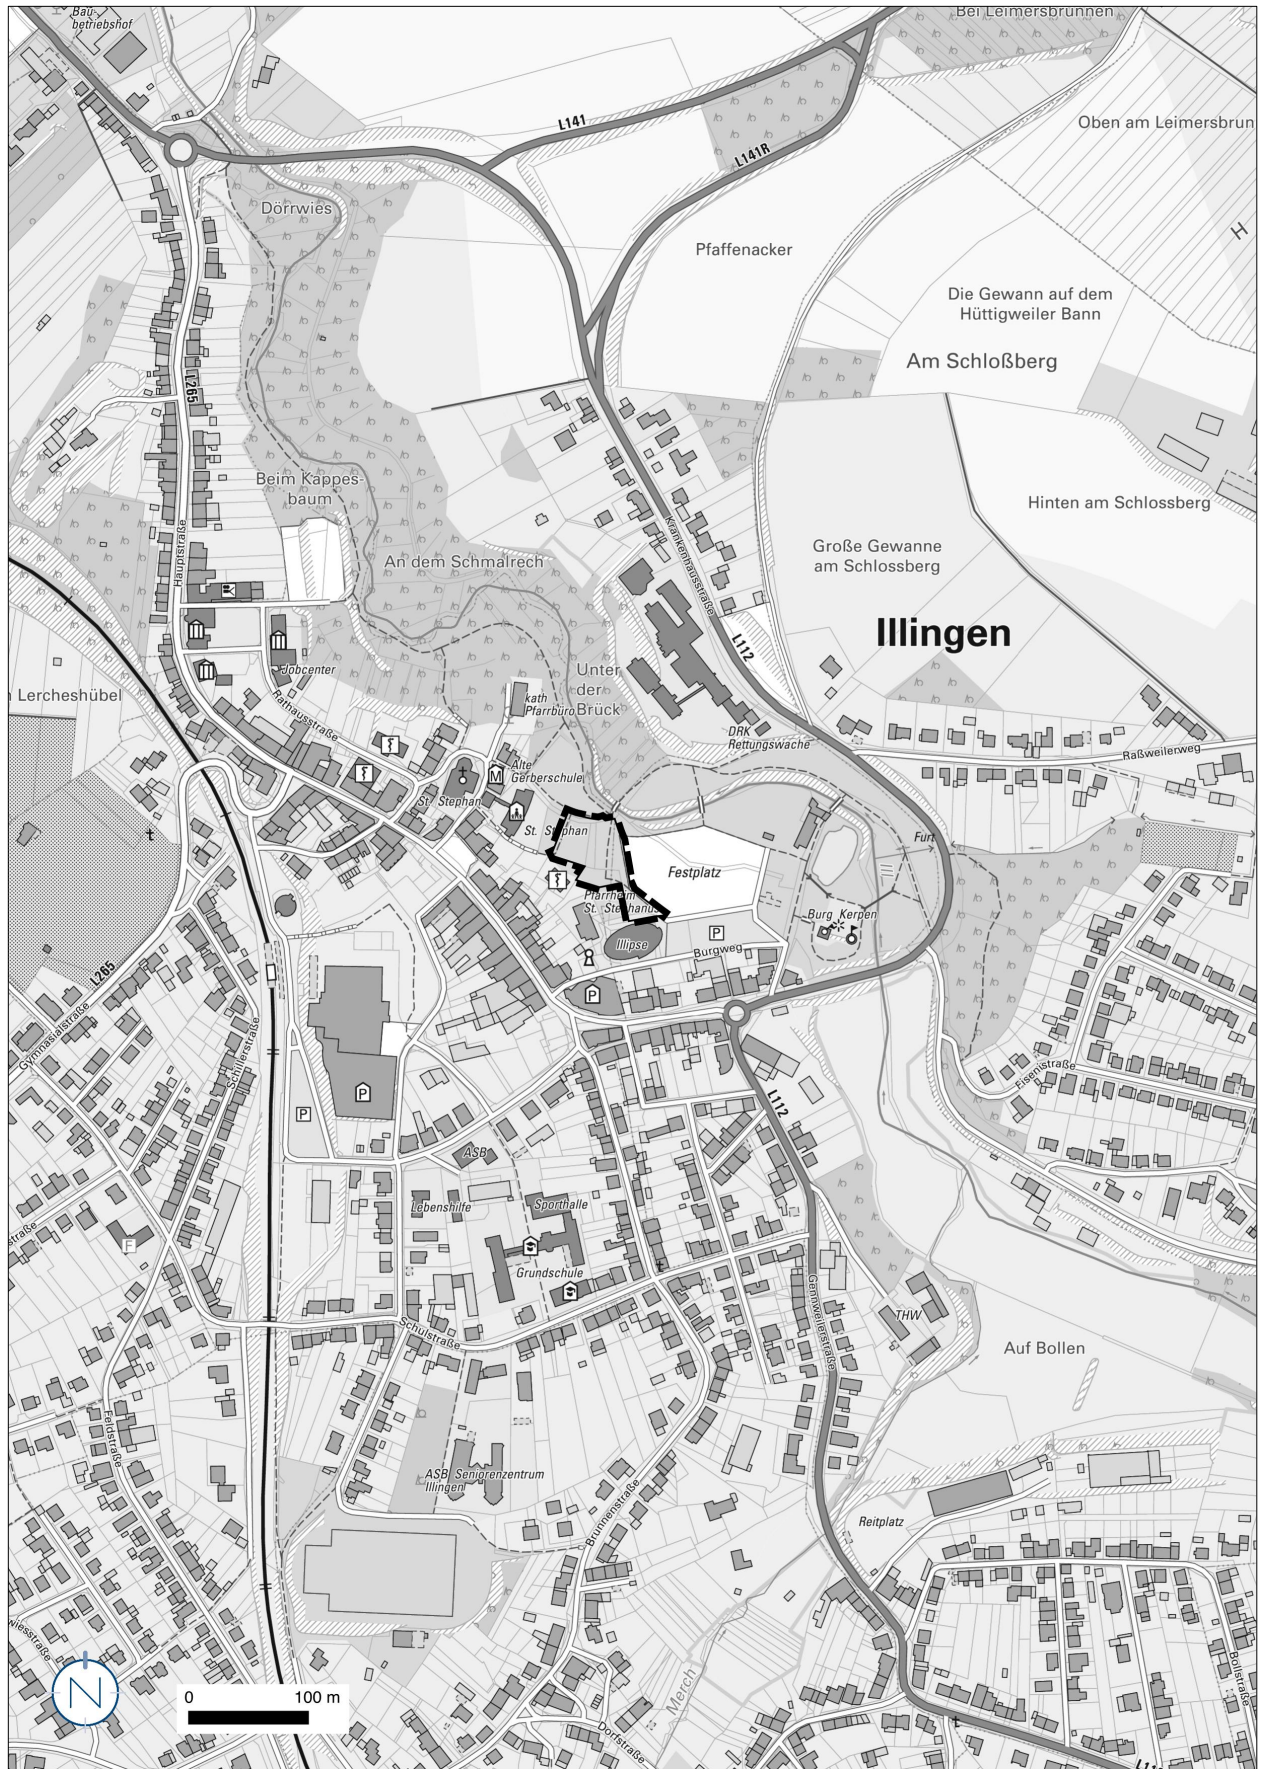 Bau-
betriebshof
Bei Leimersbrunnen
L141
L141R
Oben am Leimersbrun
Dörrwies
Pfaffenacker
H
Die Gewann auf dem
Hüttigweiler Bann
Am Schloßberg
L265
Beim Kappes-
baum
Hinten am Schlossberg
Hauptstraße
Krankenhausstraße
An dem Schmalrech
Große Gewanne
am Schlossberg
Illingen
L112
Jobcenter
Unter
der
Brück
Lercheshübel
kath
Pfarrbüro
Rathausstraße
DRK
Rettungswache
Raßweilerweg
Alte
Gerberschule
M
St. Stephan
St. Stephan
Furt
Festplatz
Pfarrheim
St. Stephanus
Burg Kerpen
P
Illipse
Burgweg
L265
P
Gymnasialstraße
Schillerstraße
Eisenstraße
P
P
L112
ASB
Lebenshilfe
Sporthalle
straße
F
Grundschule
Gennweilerstraße
THW
Schulstraße
Auf Bollen
Feldstraße
ASB Seniorenzentrum
Illingen
Brunnenstraße
Reitplatz
wiesstraße
Bollstraße
N
0 100 m
Merch
Dorfstraße
L11